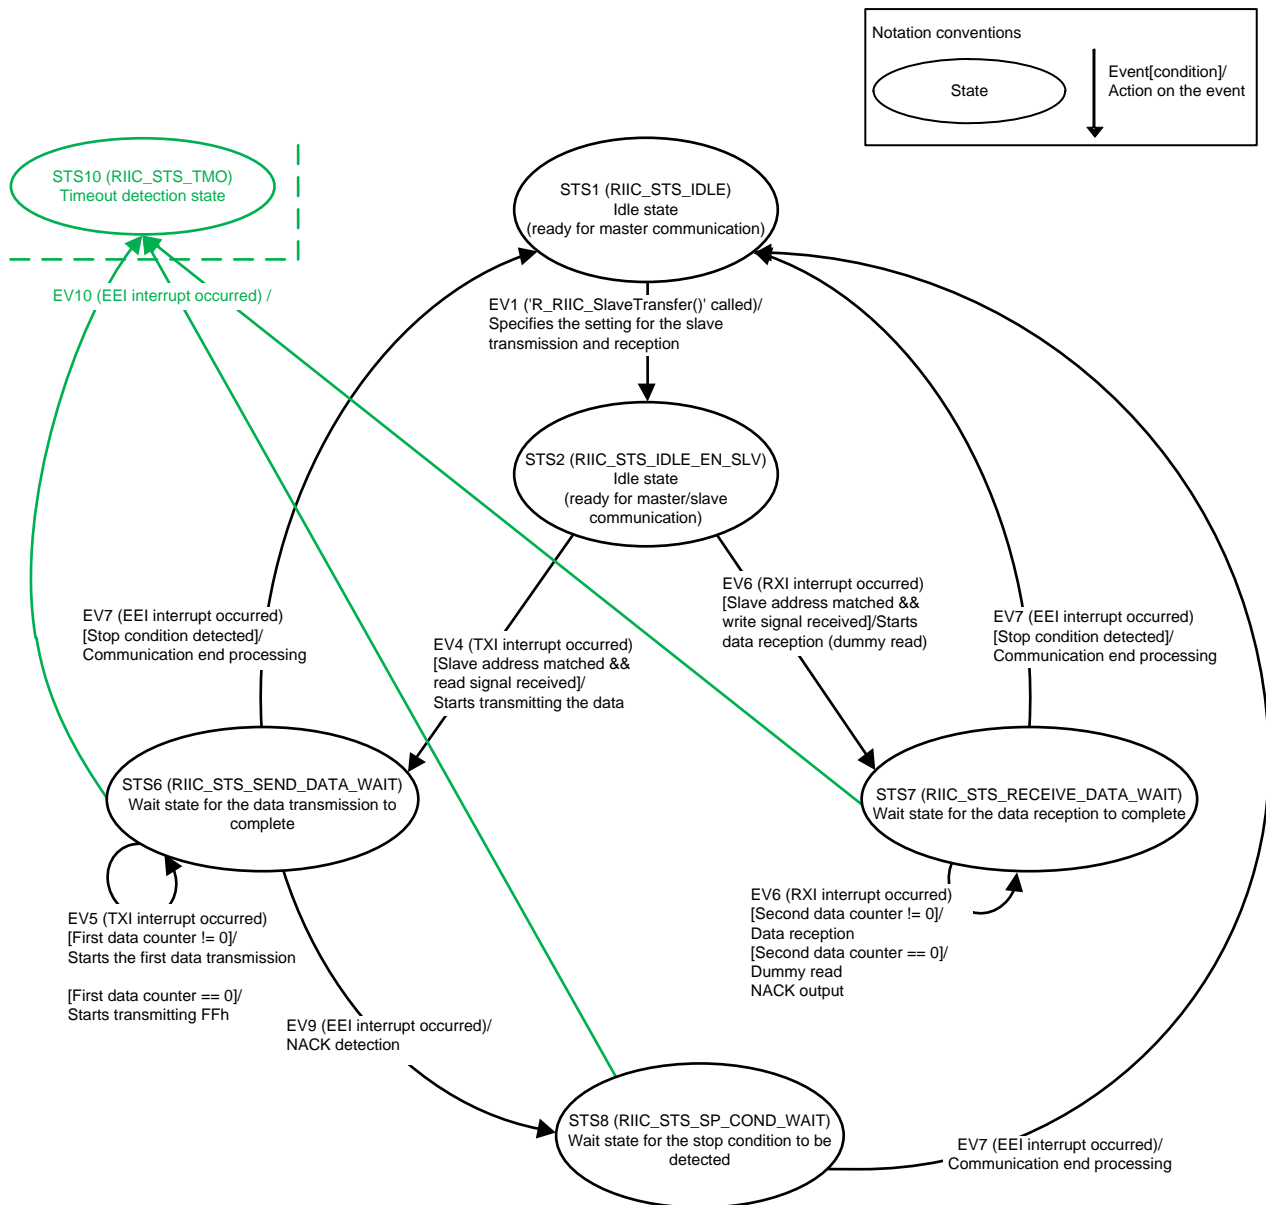 Notation conventions
State
Event[condition]/
Action on the event
STS10 (RIIC_STS_TMO)
Timeout detection state
STS1 (RIIC_STS_IDLE)
Idle state
(ready for master communication)
EV10 (EEI interrupt occurred) /
EV1 ('R_RIIC_SlaveTransfer()' called)/
Specifies the setting for the slave
transmission and reception
STS2 (RIIC_STS_IDLE_EN_SLV)
Idle state
(ready for master/slave
communication)
EV7 (EEI interrupt occurred)
[Stop condition detected]/
Communication end processing
EV4 (TXI interrupt occurred)
[Slave address matched &&
read signal received]/
Starts transmitting the data
EV6 (RXI interrupt occurred)
[Slave address matched &&
write signal received]/Starts
data reception (dummy read)
EV7 (EEI interrupt occurred)
[Stop condition detected]/
Communication end processing
STS6 (RIIC_STS_SEND_DATA_WAIT)
Wait state for the data transmission to
complete
STS7 (RIIC_STS_RECEIVE_DATA_WAIT)
Wait state for the data reception to complete
EV5 (TXI interrupt occurred)
[First data counter != 0]/
Starts the first data transmission
[First data counter == 0]/
Starts transmitting FFh
EV6 (RXI interrupt occurred)
[Second data counter != 0]/
Data reception
[Second data counter == 0]/
Dummy read
NACK output
EV9 (EEI interrupt occurred)/
NACK detection
STS8 (RIIC_STS_SP_COND_WAIT)
Wait state for the stop condition to be
detected
EV7 (EEI interrupt occurred)/
Communication end processing